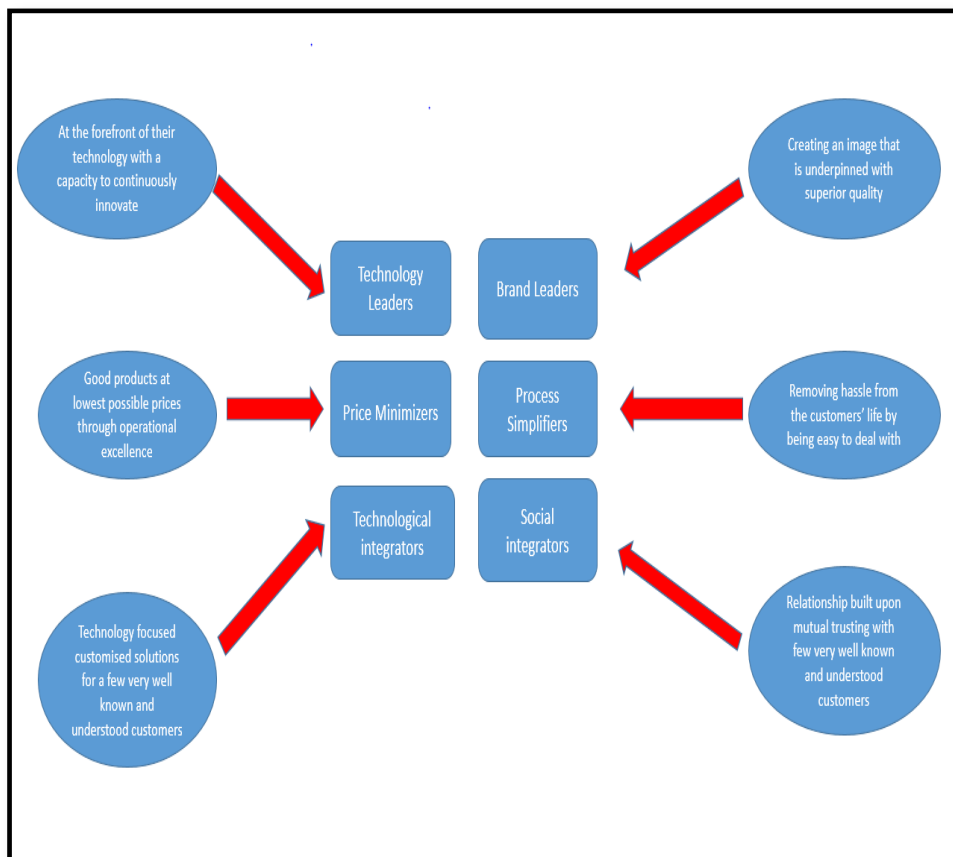 At the forefront of their
technology with a
capacity to continuously
innovate
Creating an image that
is underpinned with
superior quality
Technology
Leaders
Brand Leaders
Good products at
lowest possible prices
through operational
excellence
Price Minimizers
Process
Simplifiers
Removing hassle from
the customers' life by
being easy to deal with
Technological
integrators
Social
integrators
Technology focused
customised solutions
for a few very well
known and
understood customers
Relationship built upon
mutual trusting with
few very well known
and understood
customers